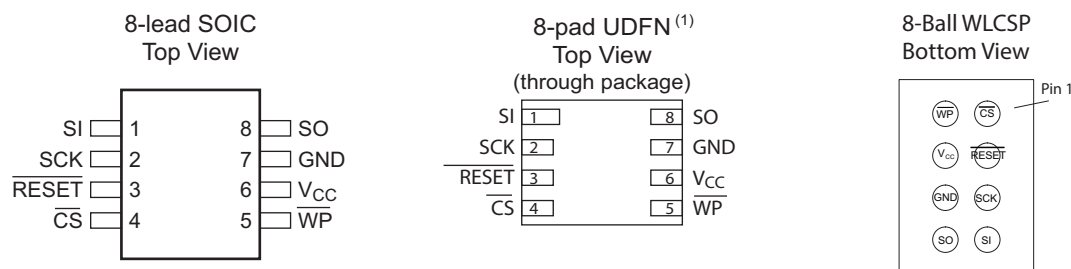 8-lead SOIC
Top View
SI 1 8 SO
SCK 2 7 GND
RESET 3 6 VCC
CS 4 5 WP
8-pad UDFN (1)
Top View
(through package)
SI 1 8 SO
SCK 2 7 GND
RESET 3 6 VCC
CS 4 5 WP
8-Ball WLCSP
Bottom View
Pin 1
WP CS
VCC RESET
GND SCK
SO SI